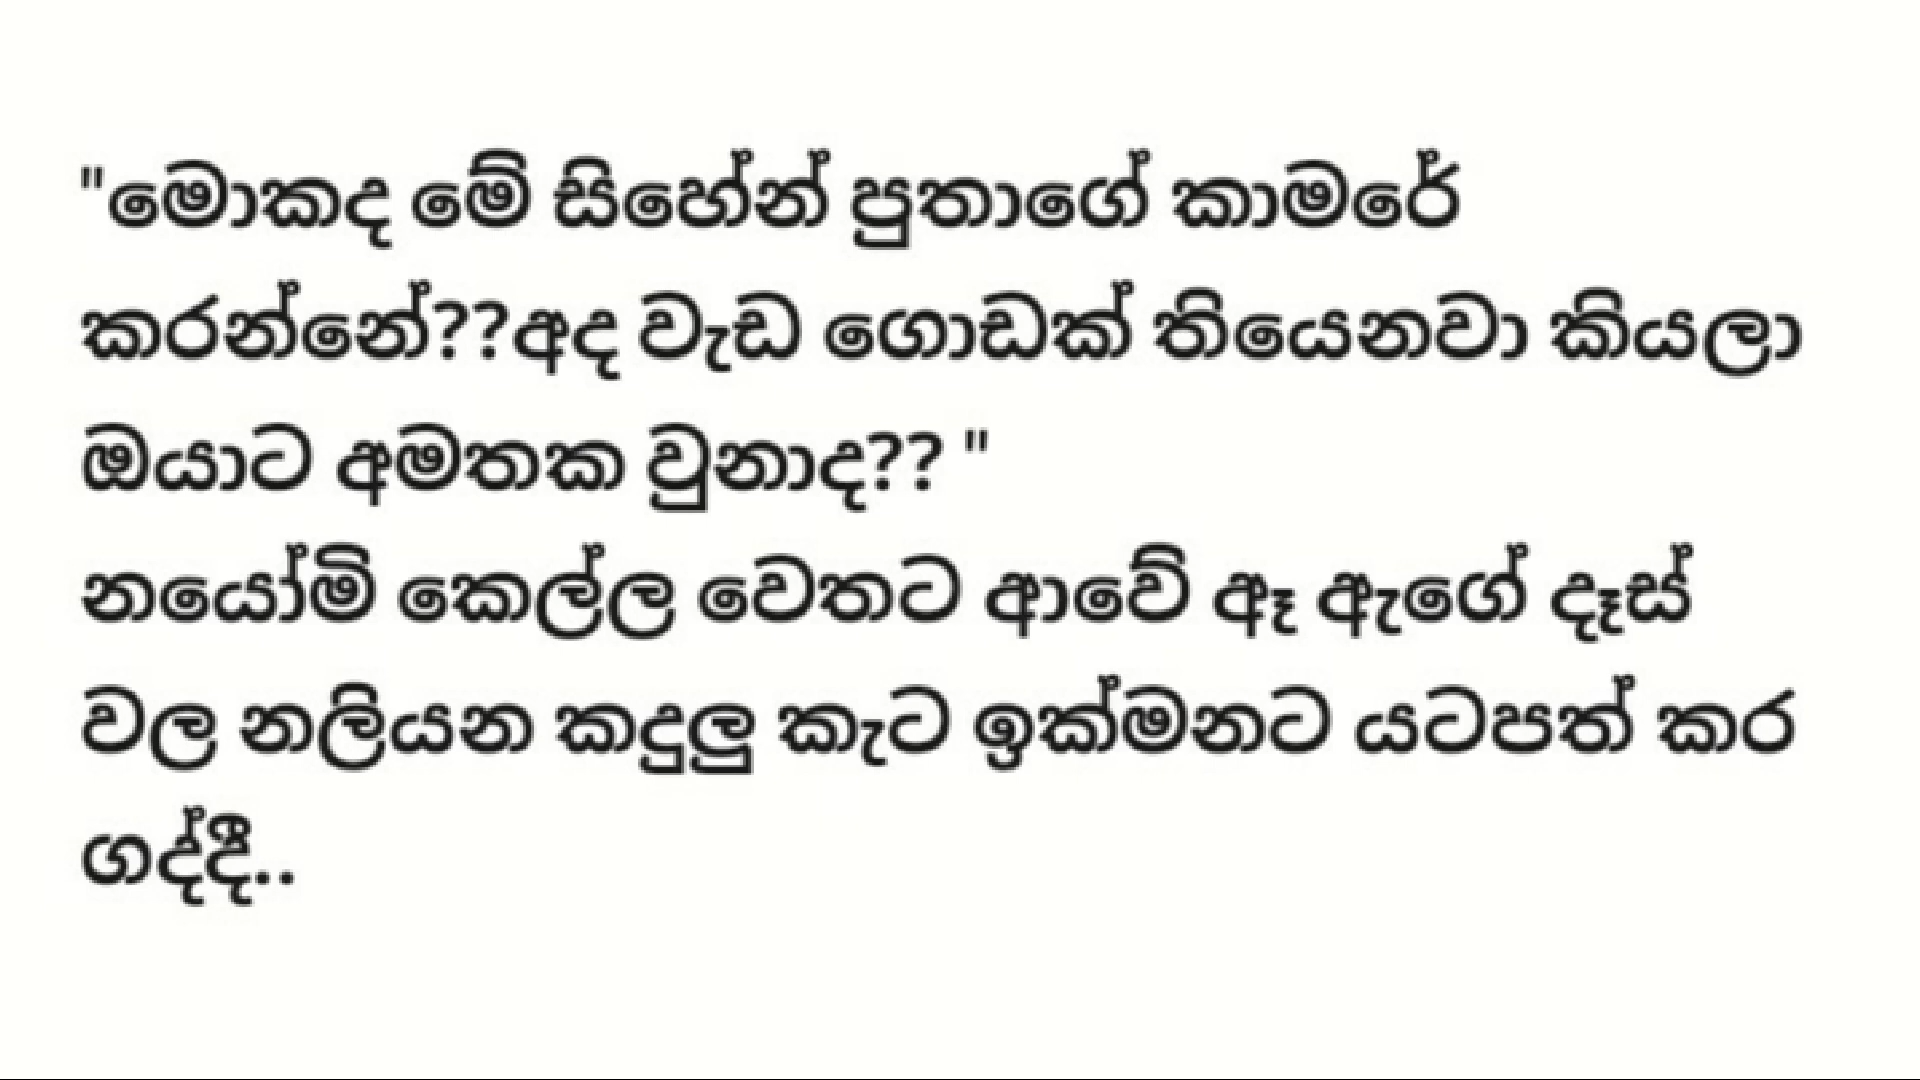 "මොකද මේ සිහේන් පුතාගේ කාමරේ
කරන්නේ??අද වැඩ ගොඩක් තියෙනවා කියලා
ඔයාට අමතක වුනාද?? "
නයෝමි කෙල්ල වෙතට ආවේ ඈ ඇගේ දෑස්
වල නලියන කදුලු කැට ඉක්මනට යටපත් කර
ගද්දී..